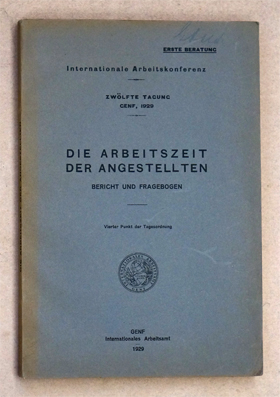 ERSTE BERATUNG
Internationale Arbeitskonferenz
ZWÖLFTE TAGUNG
GENF, 1929
DIE ARBEITSZEIT
DER ANGESTELLTEN
BERICHT UND FRAGEBOGEN
Vierter Punkt der Tagesordnung
GENF
Internationales Arbeitsamt
1929